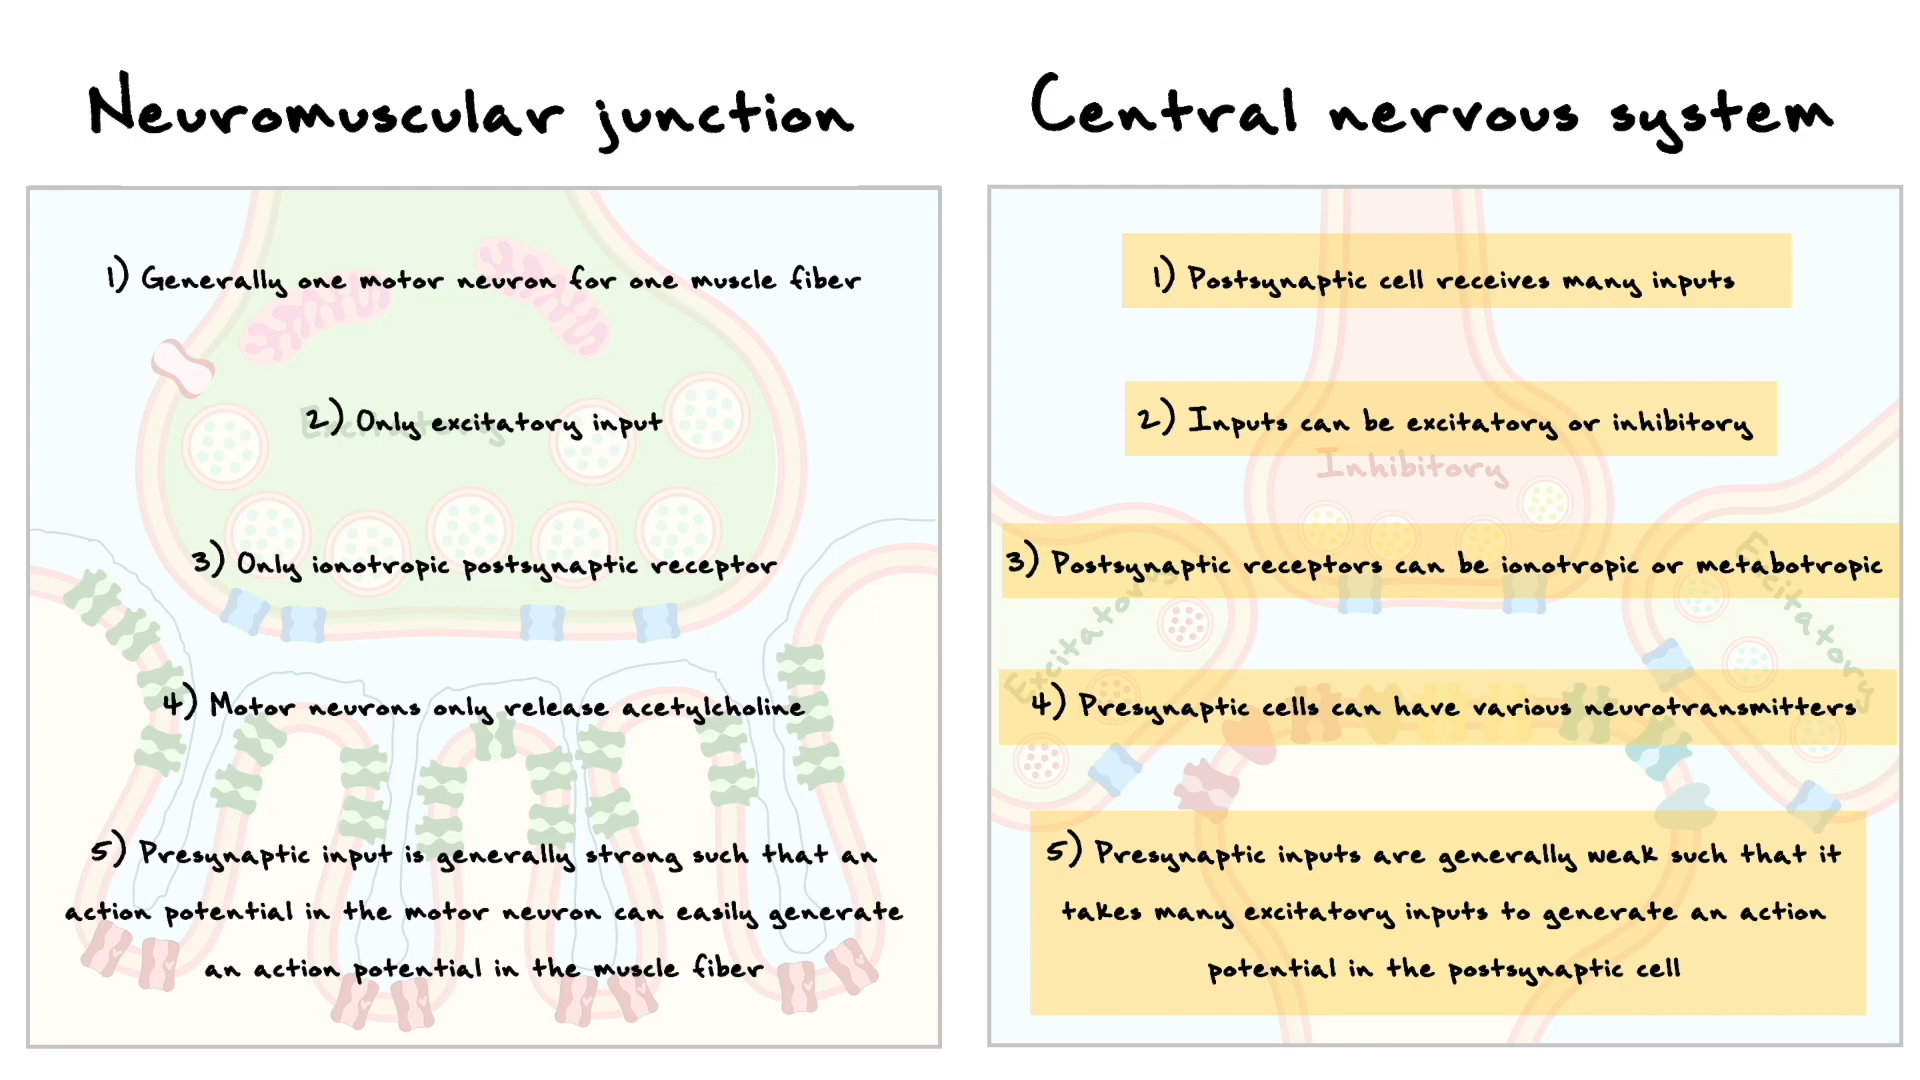 Neuromuscular junction
1) Generally one motor neuron for one muscle fiber
2) Only excitatory input
3) Only ionotropic postsynaptic receptor
4) Motor neurons only release acetylcholine
5) Presynaptic input is generally strong such that an
action potential in the motor neuron can easily generate
an action potential in the muscle fiber
Central nervous system
1) Postsynaptic cell receives many inputs
2) Inputs can be excitatory or inhibitory
Inhibitory
3) Postsynaptic receptors can be ionotropic or metabotropic
Excitatory
Excitatory
4) Presynaptic cells can have various neurotransmitters
5) Presynaptic inputs are generally weak such that it
takes many excitatory inputs to generate an action
potential in the postsynaptic cell